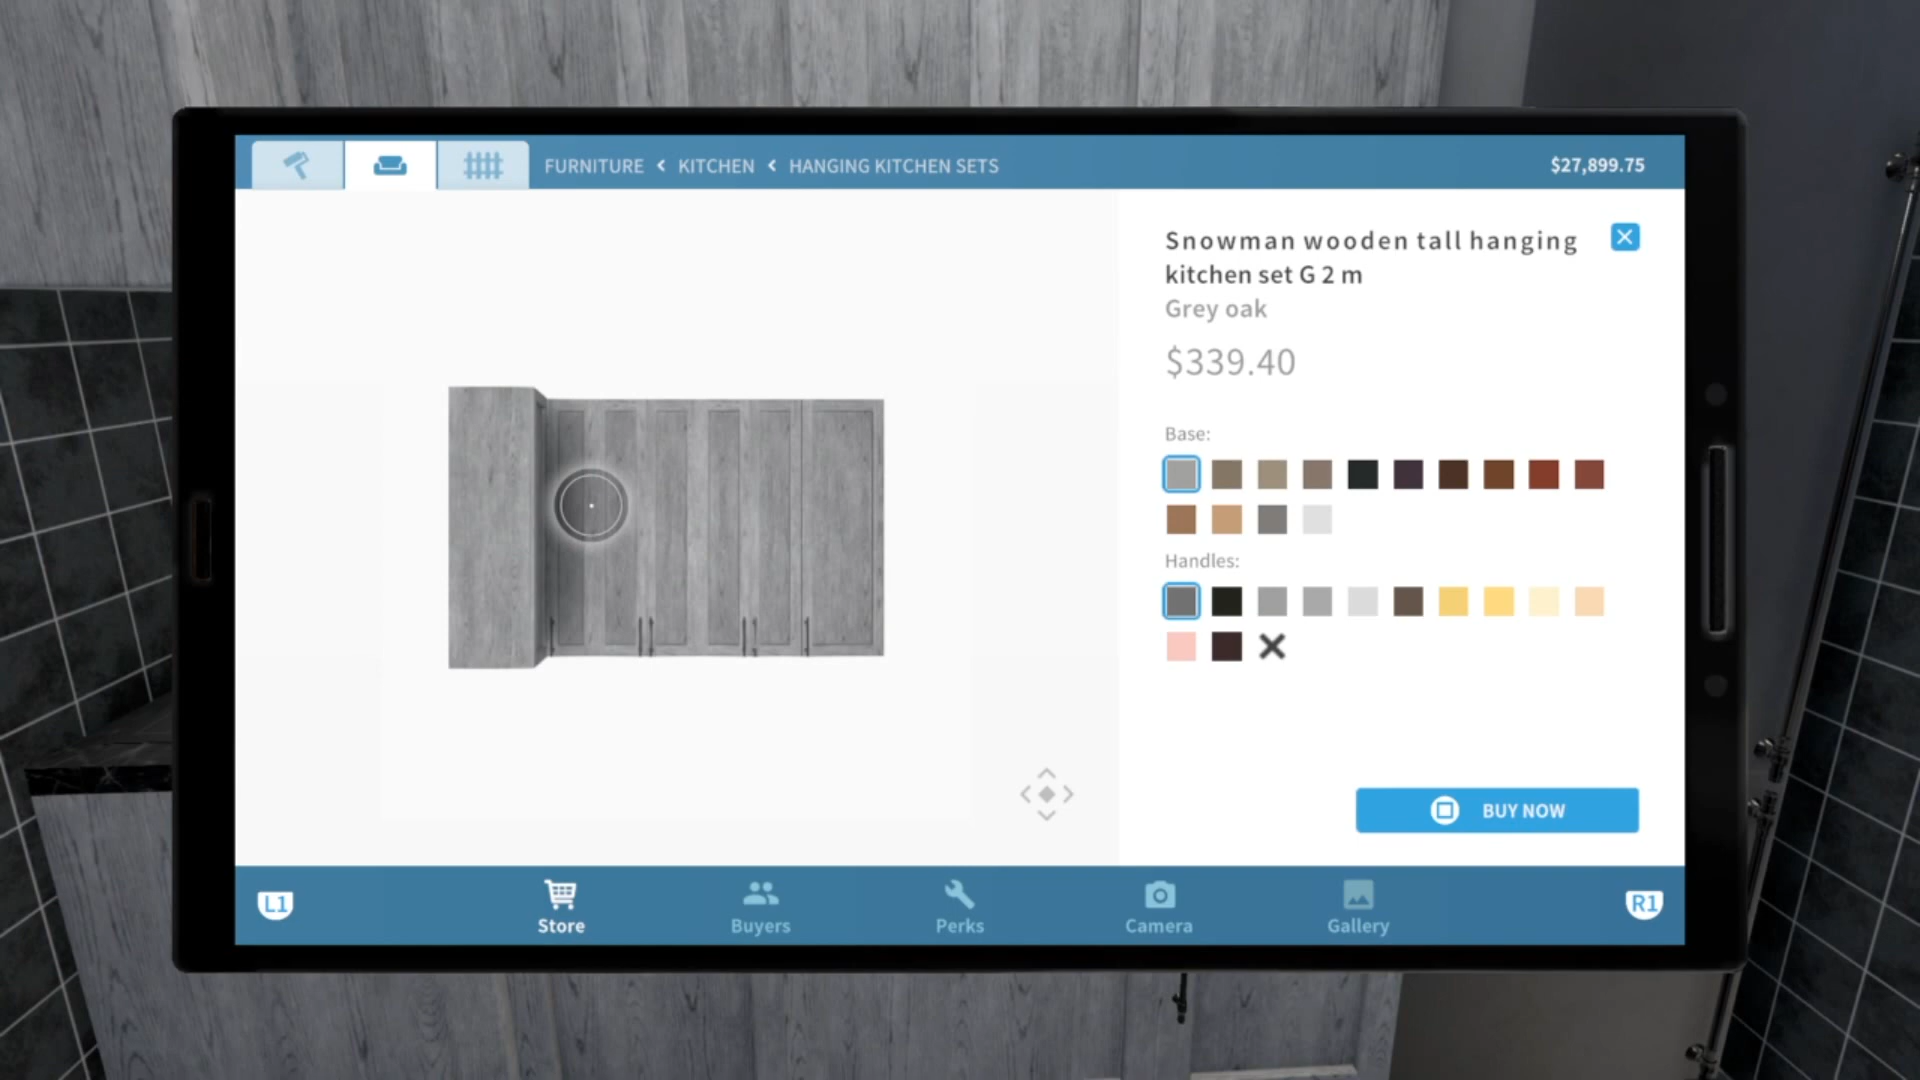 FURNITURE < KITCHEN < HANGING KITCHEN SETS
$27,899.75
Snowman wooden tall hanging
kitchen set G 2 m
Grey oak
$339.40
Base:
Handles:
BUY NOW
L1
Store
Buyers
Perks
Camera
Gallery
R1